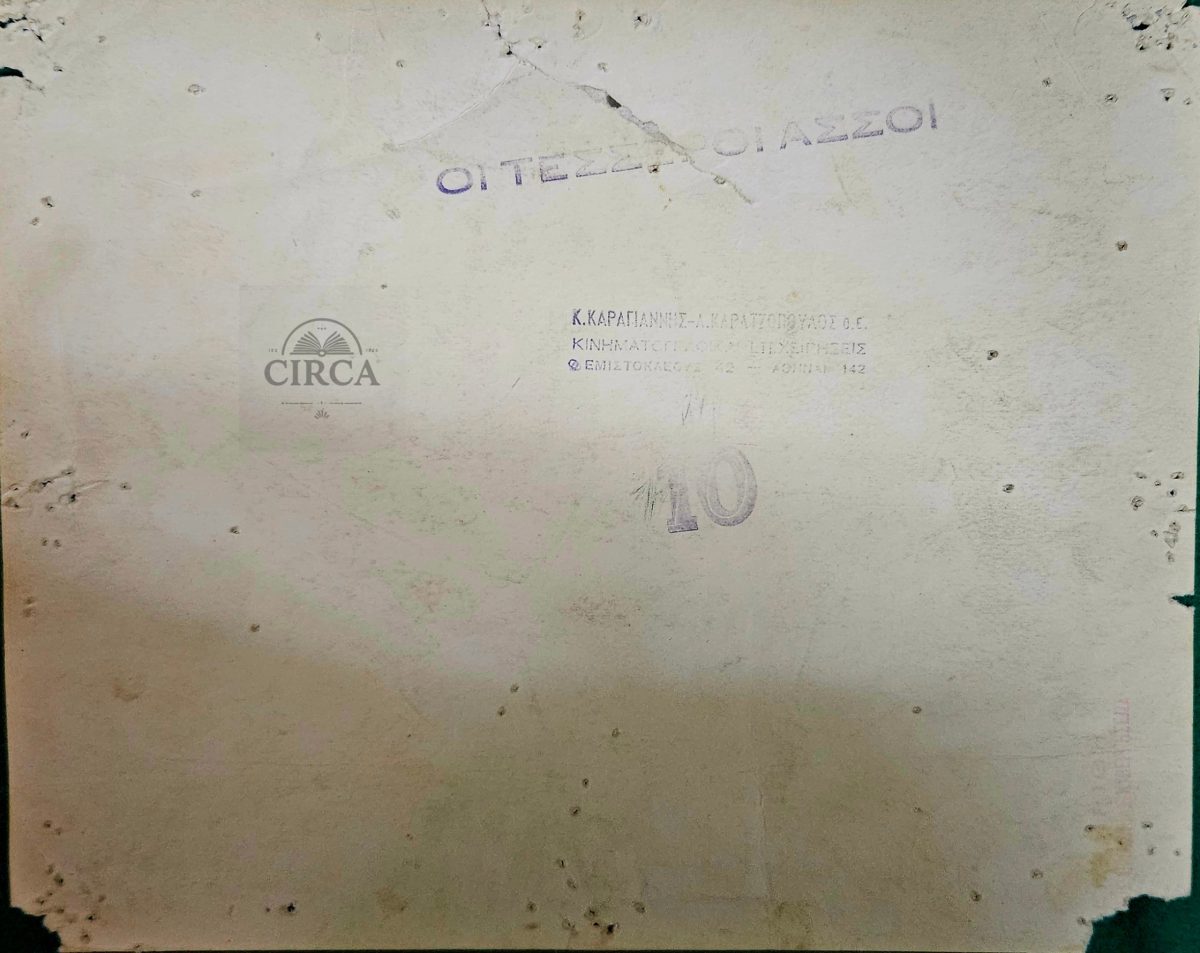 ΟΙ ΤΕΣΣΕΡΟΙ ΑΣΣΟΙ
Κ.ΚΑΡΑΓΙΑΝΝΗΣ-Α.ΚΑΡΑΤΖΟΠΟΥΛΟΣ Ο.Ε.
ΚΙΝΗΜΑΤΟΓΡΑΦΙΚΑΙ ΕΠΙΧΕΙΡΗΣΕΙΣ
ΘΕΜΙΣΤΟΚΛΕΟΥΣ 42 — ΑΘΗΝΑΙ 142
CIRCA
10